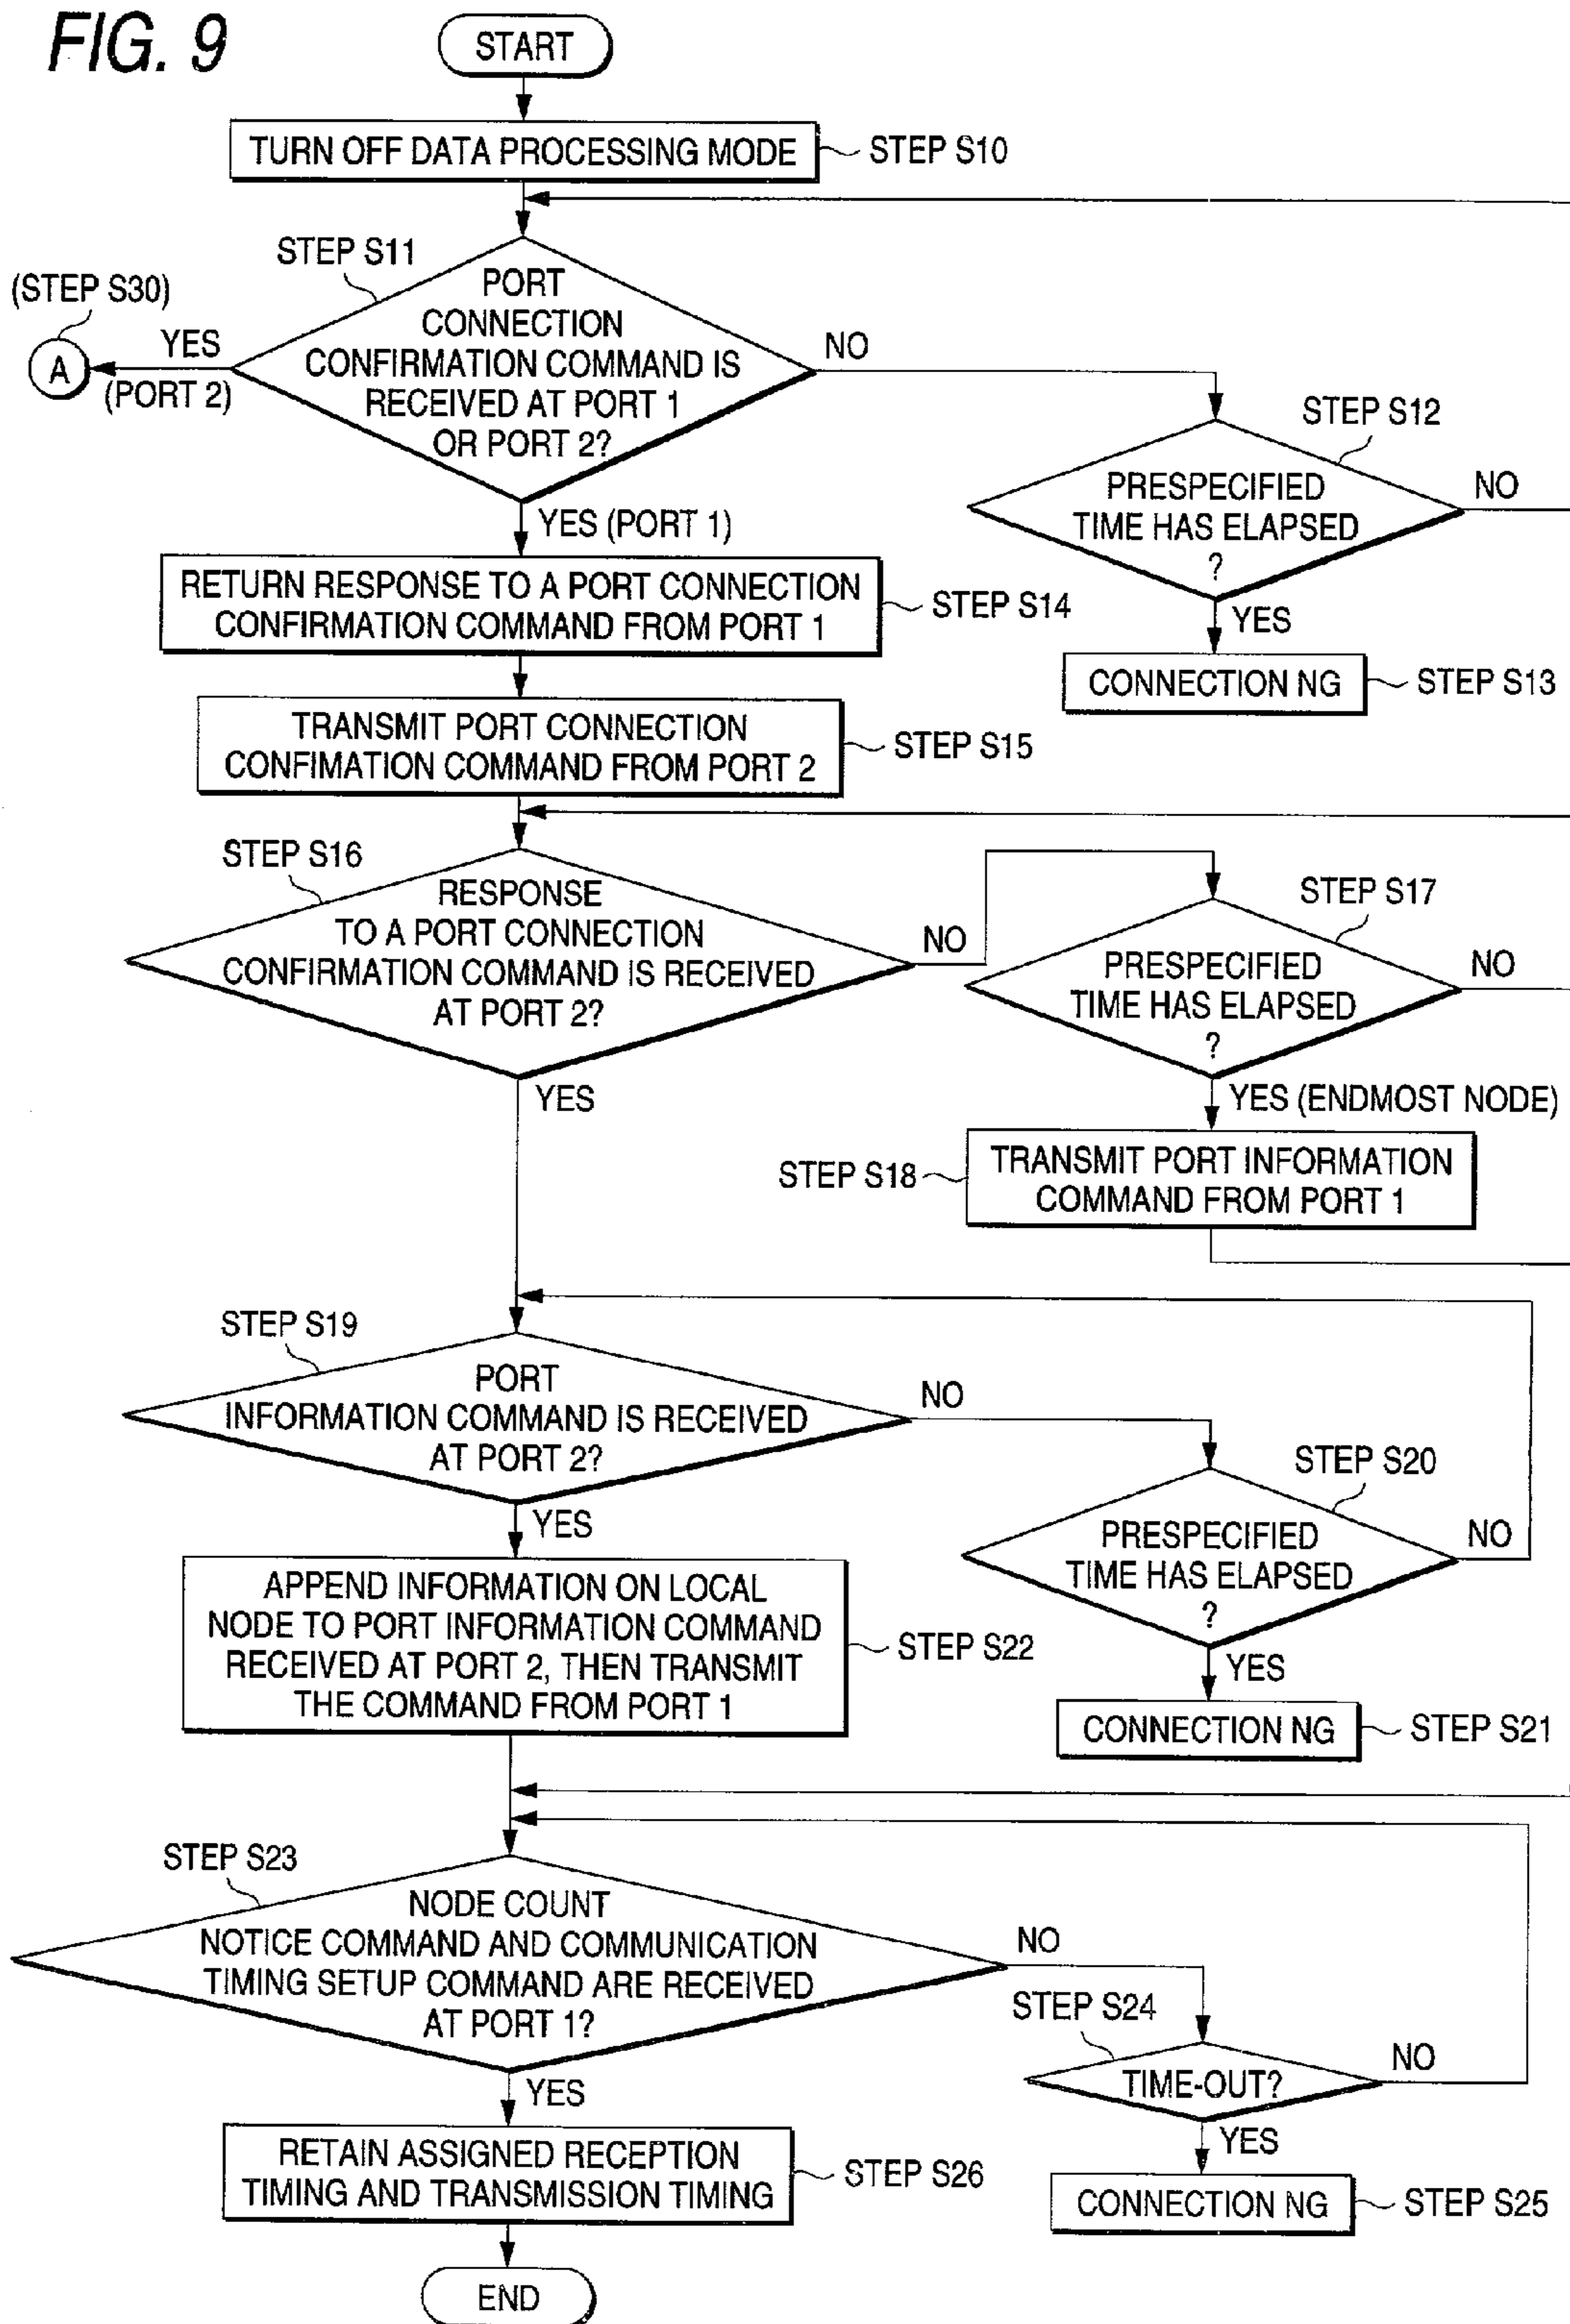 FIG. 9
START
TURN OFF DATA PROCESSING MODE
STEP S10
STEP S11
(STEP S30)
A
YES
(PORT 2)
PORT
CONNECTION
CONFIRMATION COMMAND IS
RECEIVED AT PORT 1
OR PORT 2?
NO
STEP S12
PRESPECIFIED
TIME HAS ELAPSED
?
NO
YES
CONNECTION NG
STEP S13
YES (PORT 1)
RETURN RESPONSE TO A PORT CONNECTION
CONFIRMATION COMMAND FROM PORT 1
STEP S14
TRANSMIT PORT CONNECTION
CONFIMATION COMMAND FROM PORT 2
STEP S15
STEP S16
RESPONSE
TO A PORT CONNECTION
CONFIRMATION COMMAND IS RECEIVED
AT PORT 2?
NO
STEP S17
PRESPECIFIED
TIME HAS ELAPSED
?
NO
YES
YES (ENDMOST NODE)
STEP S18
TRANSMIT PORT INFORMATION
COMMAND FROM PORT 1
STEP S19
PORT
INFORMATION COMMAND IS RECEIVED
AT PORT 2?
NO
STEP S20
PRESPECIFIED
TIME HAS ELAPSED
?
NO
YES
CONNECTION NG
STEP S21
YES
APPEND INFORMATION ON LOCAL
NODE TO PORT INFORMATION COMMAND
RECEIVED AT PORT 2, THEN TRANSMIT
THE COMMAND FROM PORT 1
STEP S22
STEP S23
NODE COUNT
NOTICE COMMAND AND COMMUNICATION
TIMING SETUP COMMAND ARE RECEIVED
AT PORT 1?
NO
STEP S24
TIME-OUT?
NO
YES
CONNECTION NG
STEP S25
YES
RETAIN ASSIGNED RECEPTION
TIMING AND TRANSMISSION TIMING
STEP S26
END